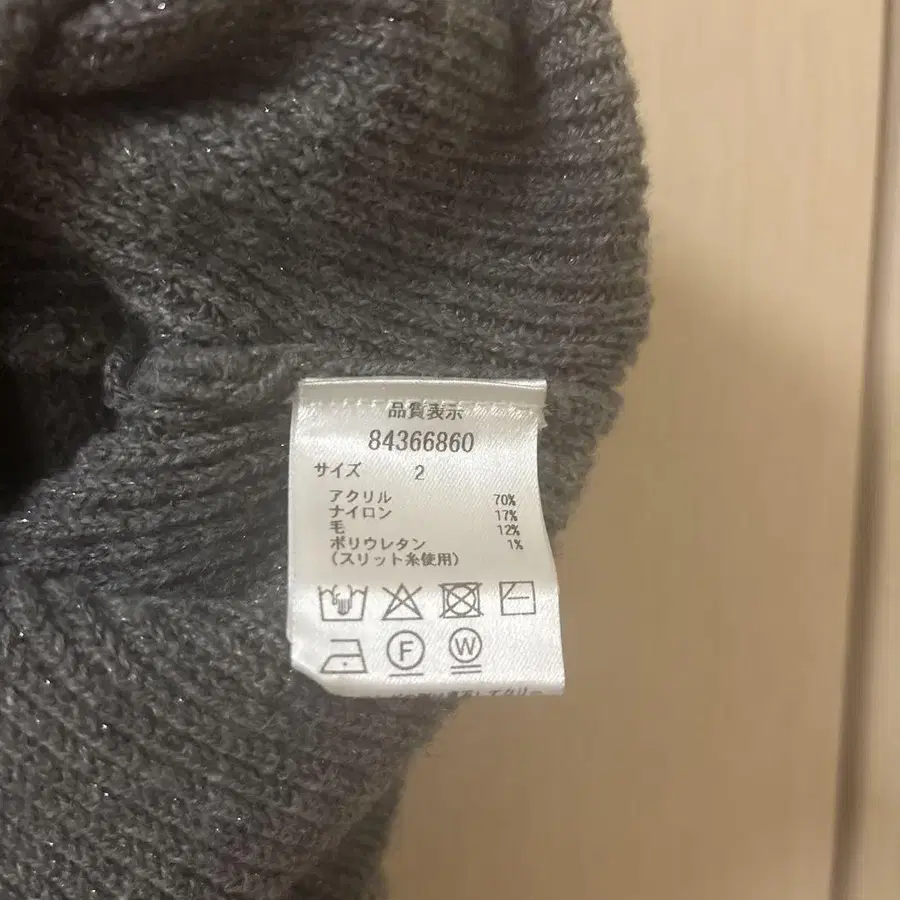 品質表示
84366860
サイズ 2
アクリル 70%
ナイロン 17%
毛 12%
ポリウレタン 1%
(スリット糸使用)
F W